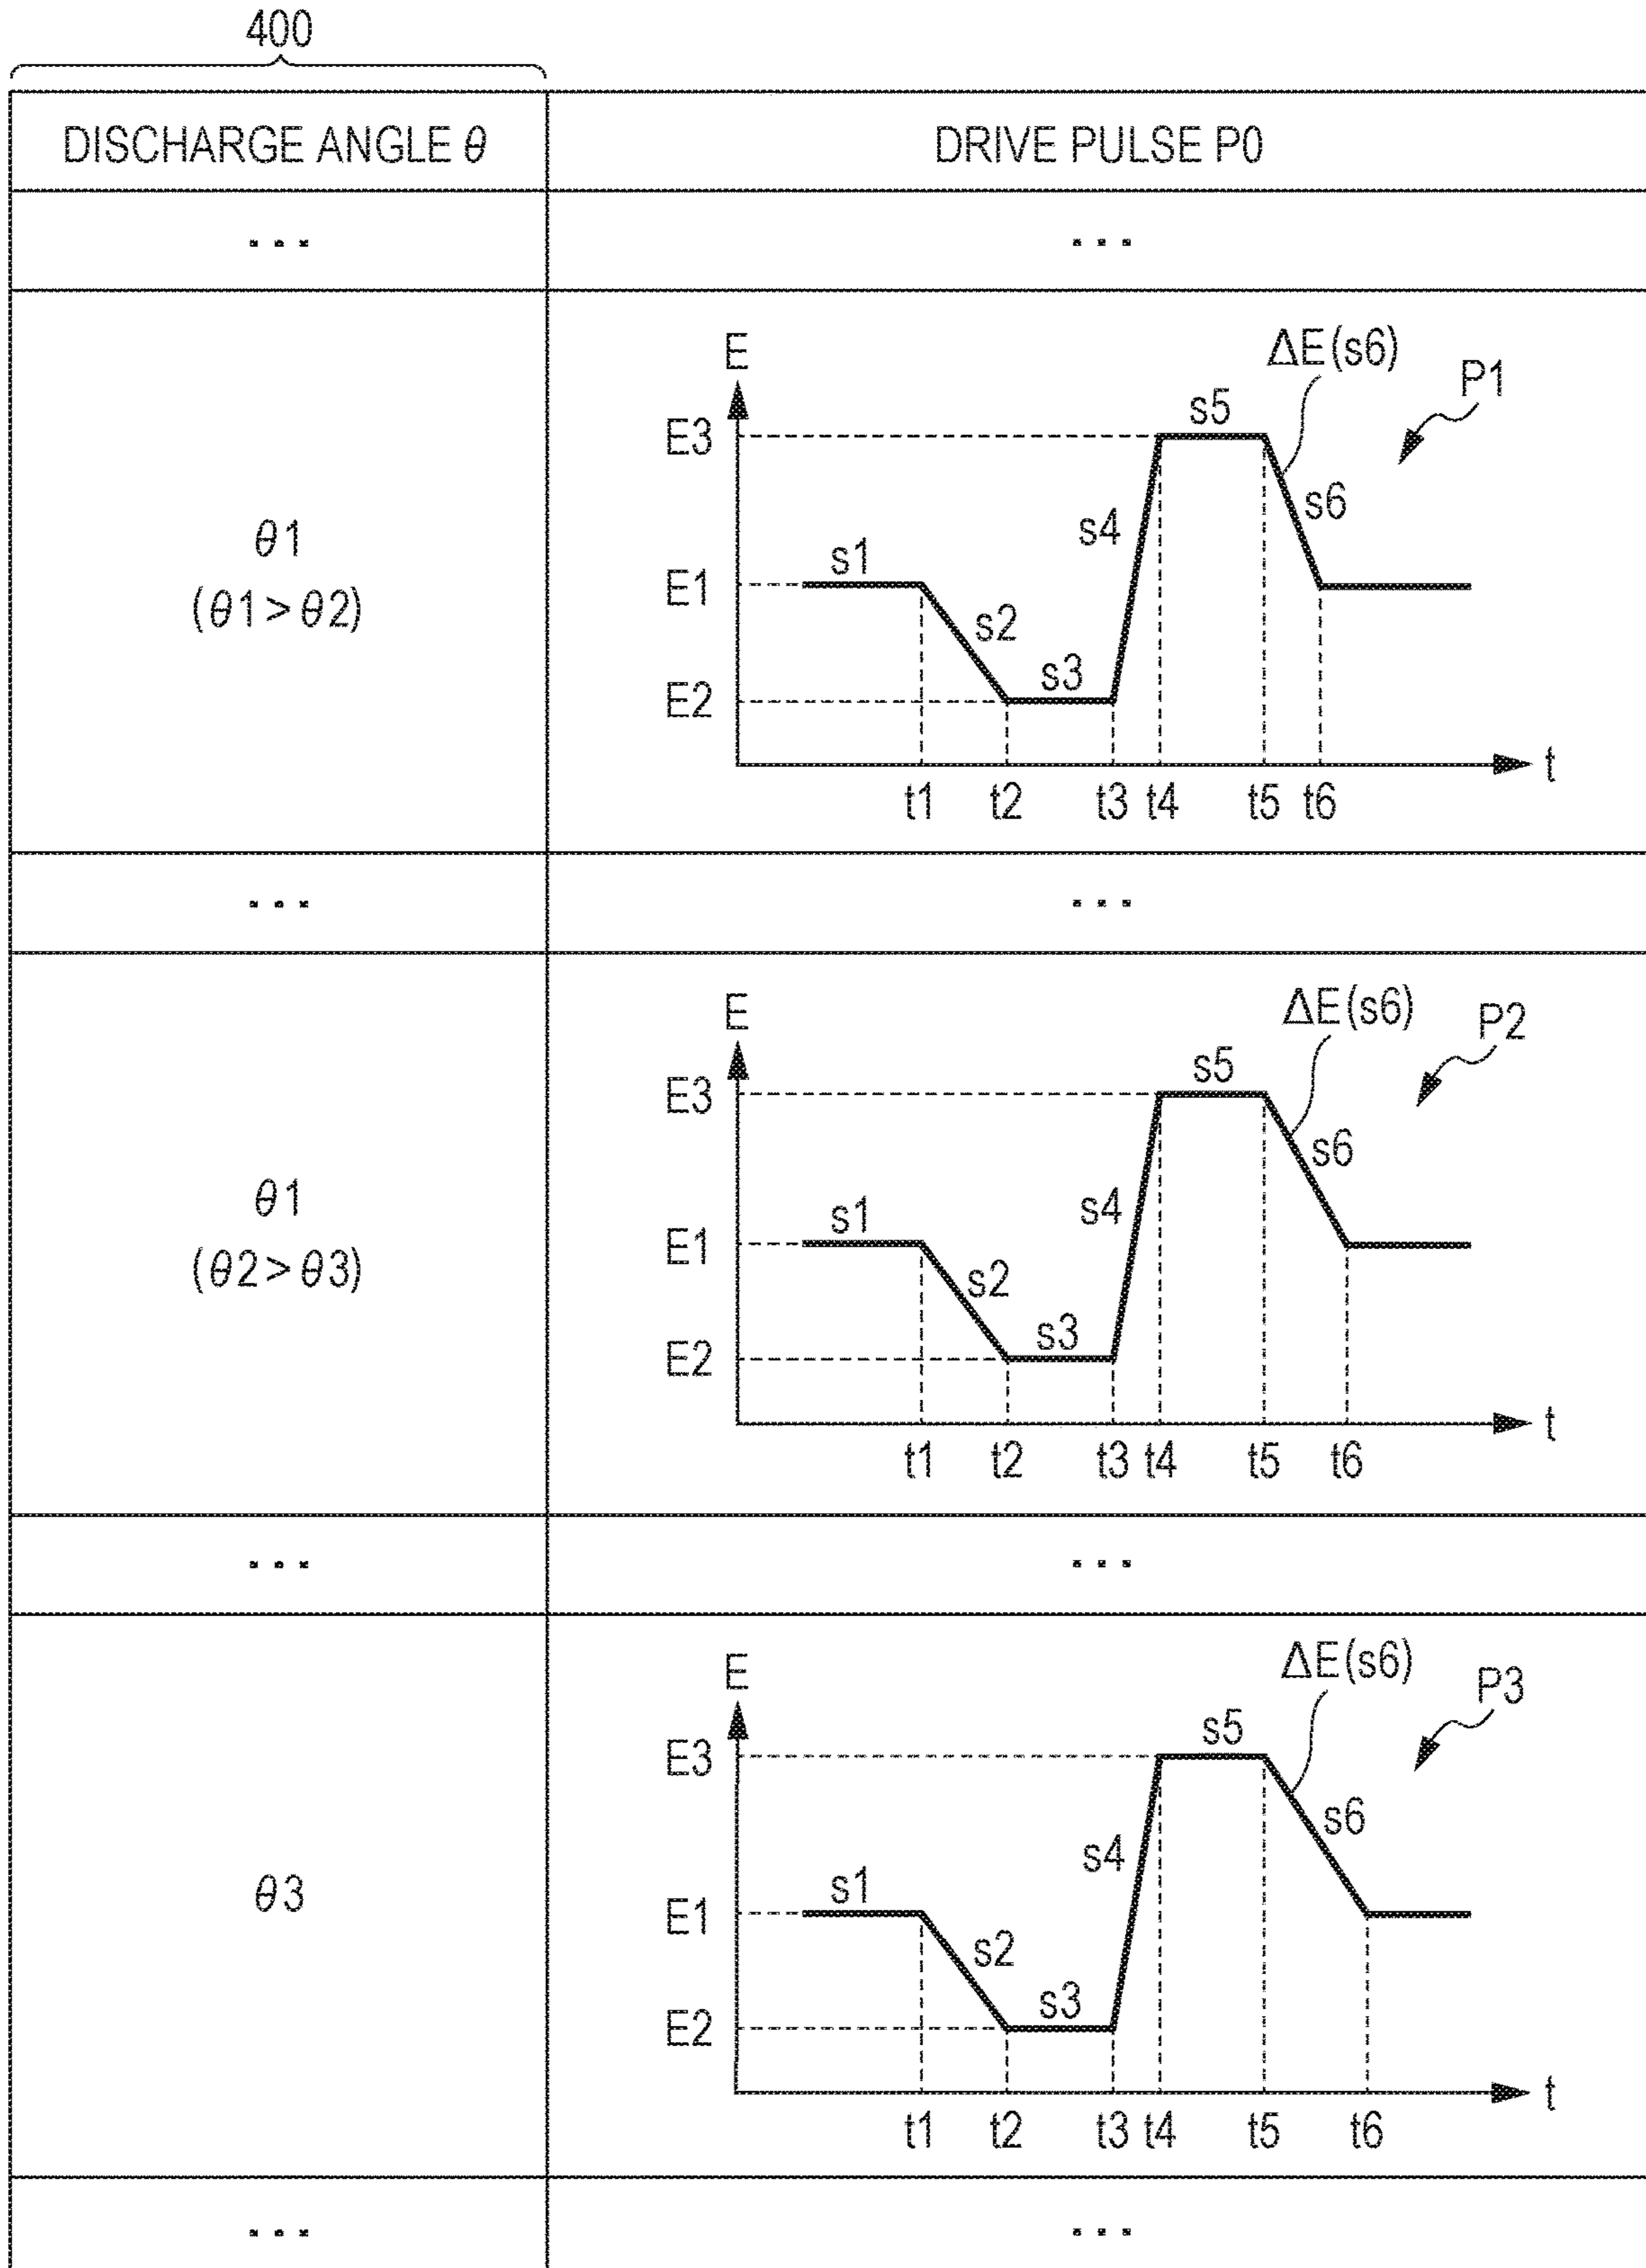 400
DISCHARGE ANGLE θ
DRIVE PULSE P0
...
...
θ1
(θ1>θ2)
E
ΔE(s6)
P1
E3
s5
s4
s6
E1
s1
s2
E2
s3
t
t1 t2 t3 t4 t5 t6
...
...
θ1
(θ2>θ3)
E
ΔE(s6)
P2
E3
s5
s4
s6
E1
s1
s2
E2
s3
t
t1 t2 t3 t4 t5 t6
...
...
θ3
E
ΔE(s6)
P3
E3
s5
s4
s6
E1
s1
s2
E2
s3
t
t1 t2 t3 t4 t5 t6
...
...